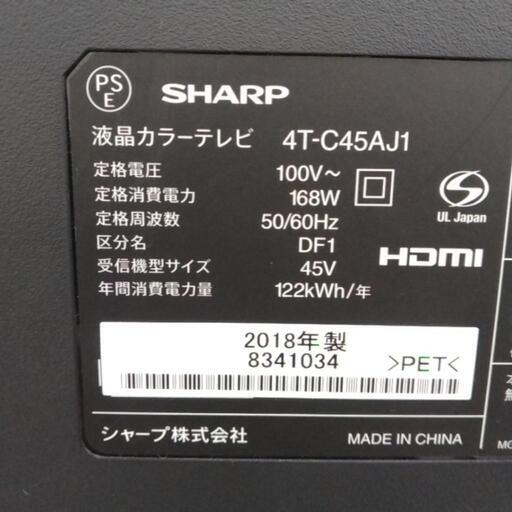 PS
E
SHARP
液晶カラーテレビ 4T-C45AJ1
定格電圧 100V～
定格消費電力 168W
定格周波数 50/60Hz
区分名 DF1
受信機型サイズ 45V
年間消費電力量 122kWh/年
UL Japan
HDMI
2018年製
8341034 >PET<
シャープ株式会社 MADE IN CHINA